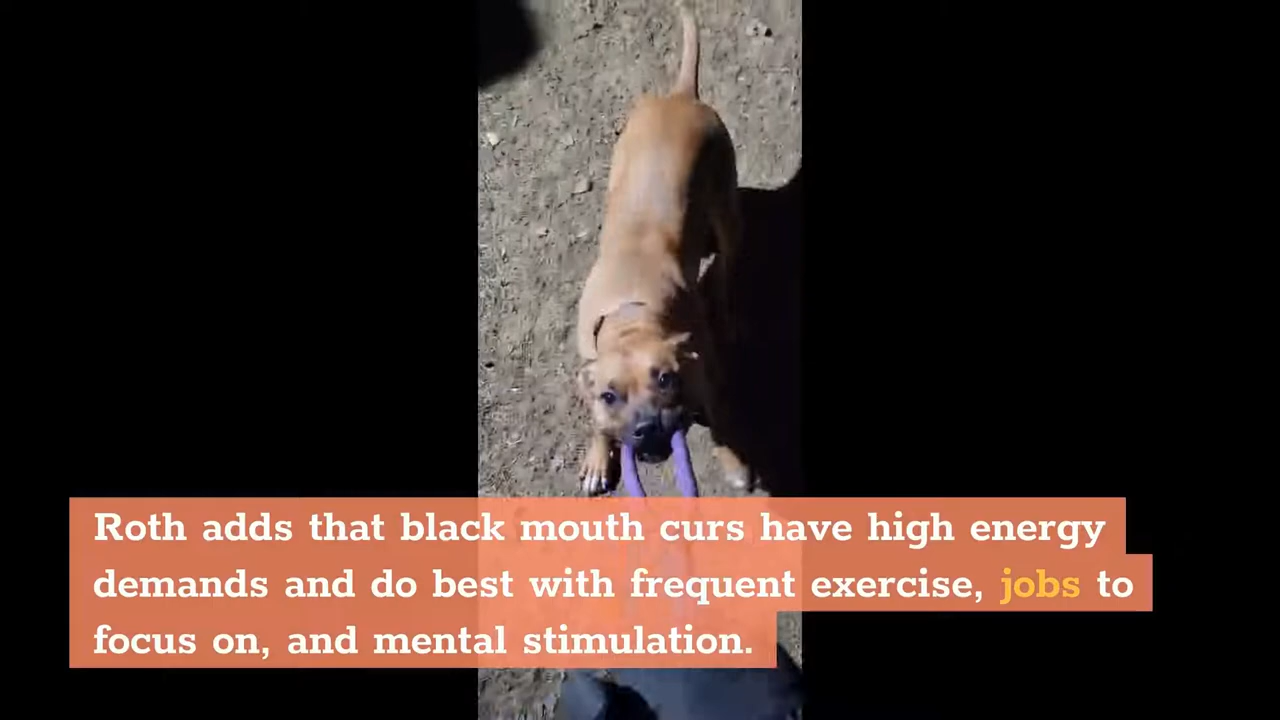 Roth adds that black mouth curs have high energy
demands and do best with frequent exercise, jobs to
focus on, and mental stimulation.